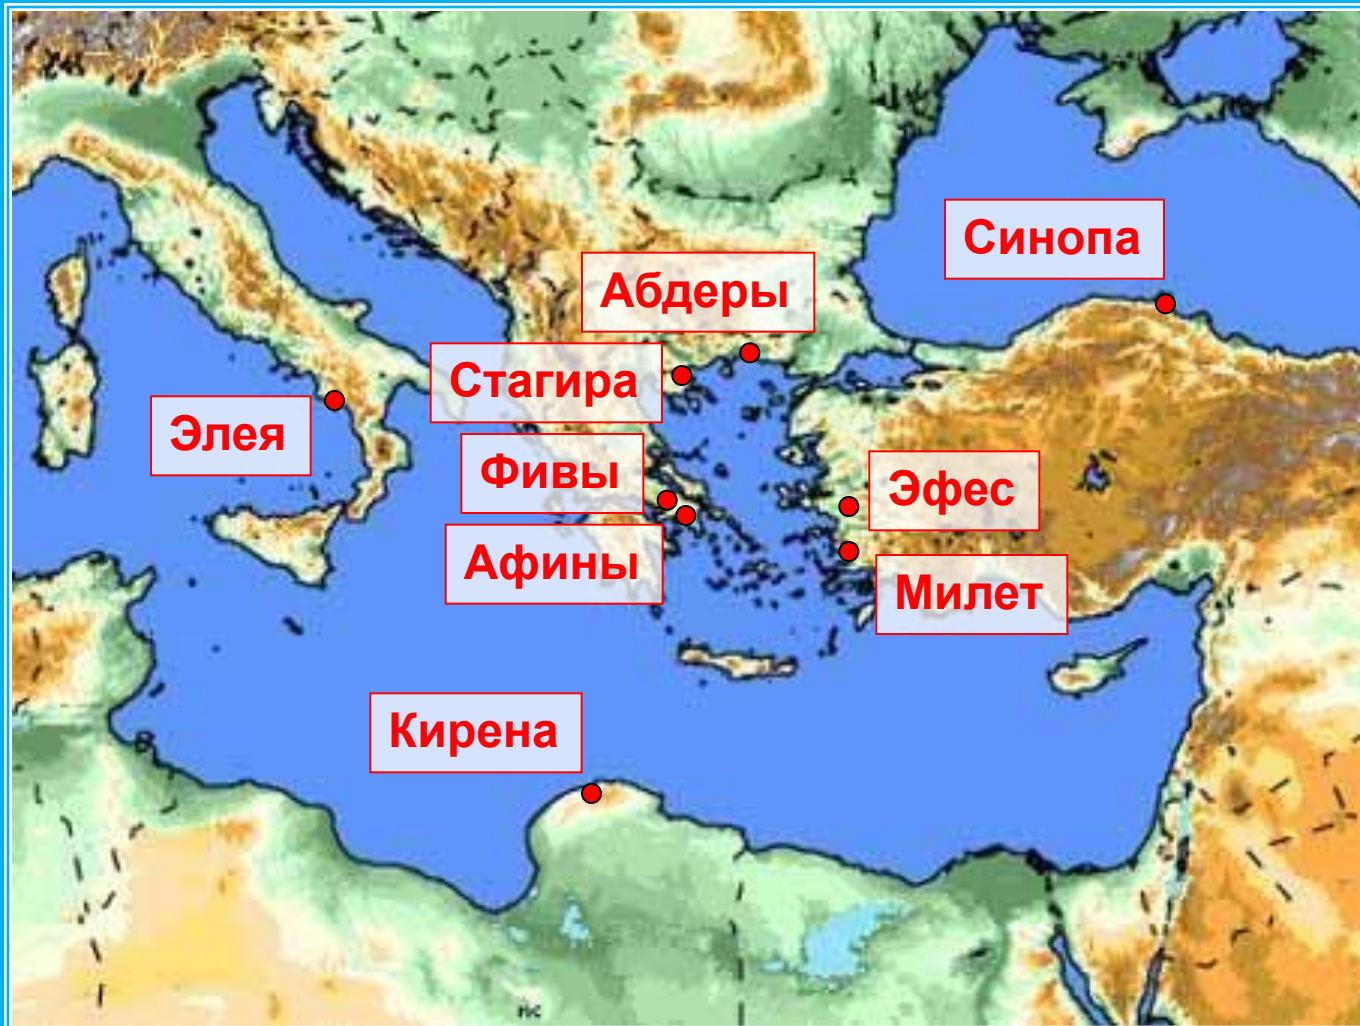 Синопа
Абдеры
Стагира
Элея
Фивы
Эфес
Афины
Милет
Кирена